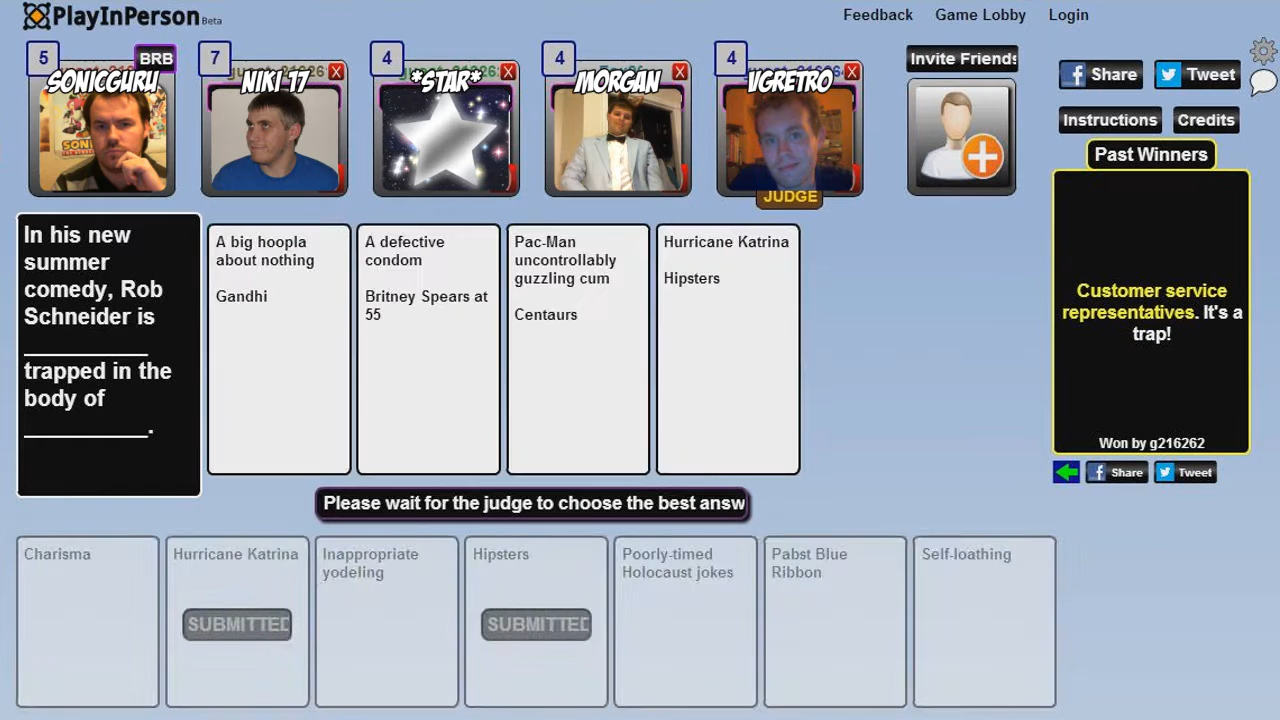 PlayInPerson Beta
Feedback
Game Lobby
Login
5
BRB
SONICGURU
7
NIKI 17
X
4
*STAR*
X
4
MORGAN
X
4
VGRETRO
X
JUDGE
Invite Friends
Share
Tweet
Instructions
Credits
Past Winners
In his new
summer
comedy, Rob
Schneider is
__________
trapped in the
body of
__________.
A big hoopla
about nothing
Gandhi
A defective
condom
Britney Spears at
55
Pac-Man
uncontrollably
guzzling cum
Centaurs
Hurricane Katrina
Hipsters
Customer service
representatives. It's a
trap!
Won by g216262
Share
Tweet
Please wait for the judge to choose the best answ
Charisma
Hurricane Katrina
SUBMITTED
Inappropriate
yodeling
Hipsters
SUBMITTED
Poorly-timed
Holocaust jokes
Pabst Blue
Ribbon
Self-loathing